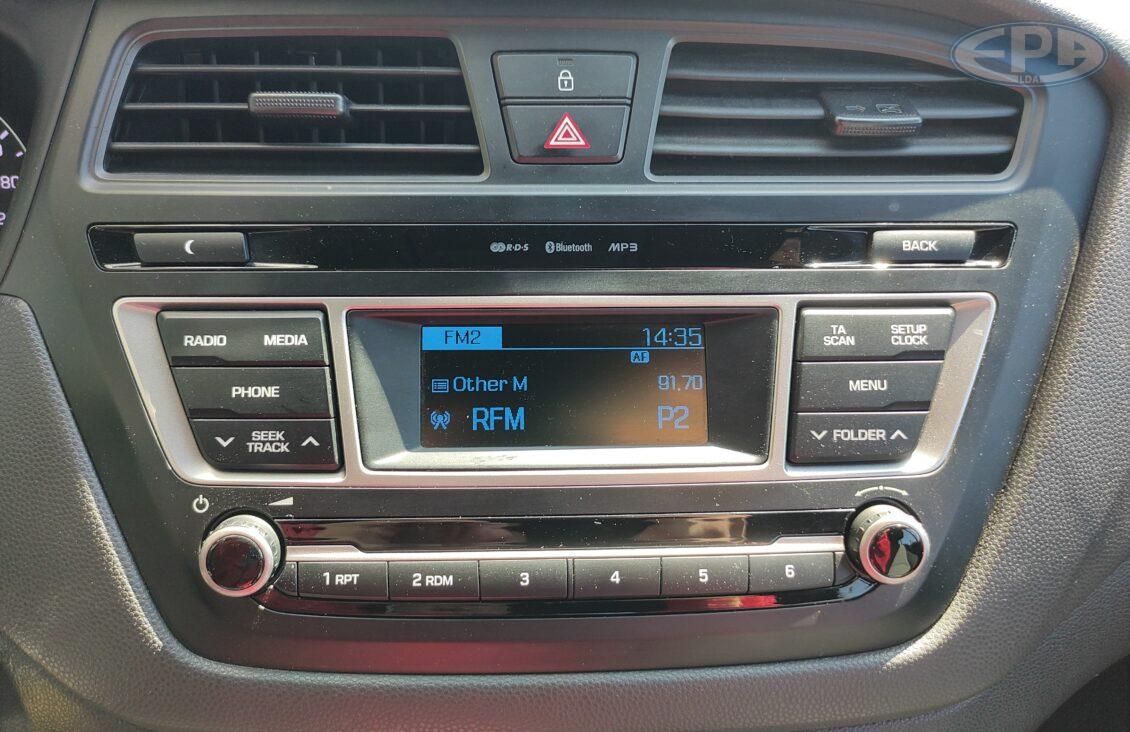 EPA
LDA
80
R·D·S Bluetooth MP3
BACK
RADIO MEDIA
PHONE
SEEK
TRACK
FM2 14:35
AF
Other M 91.70
RFM P2
TA
SCAN
SETUP
CLOCK
MENU
FOLDER
1 RPT 2 RDM 3 4 5 6